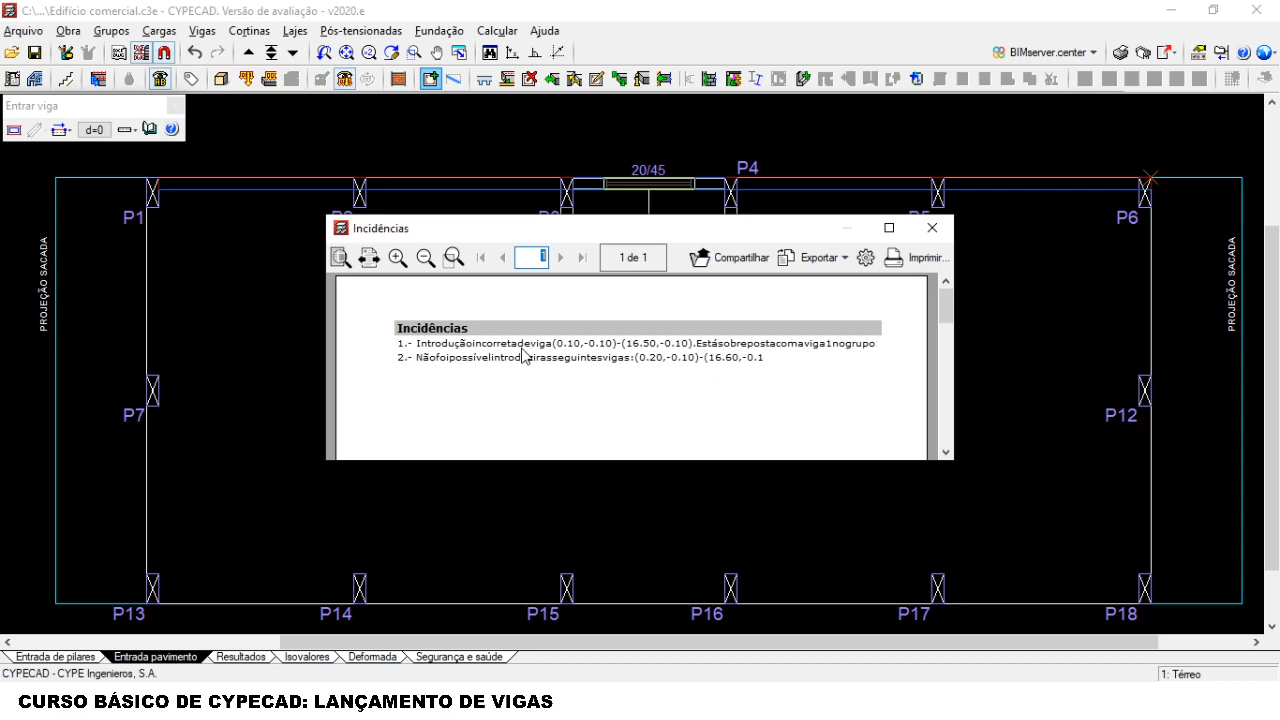 C:\...\Edifício comercial.c3e - CYPECAD. Versão de avaliação - v2020.e
Arquivo Obra Grupos Cargas Vigas Cortinas Lajes Pós-tensionadas Fundação Calcular Ajuda
BIMserver.center
Entrar viga
d=0
20/45
P4
P1
P6
PROJEÇÃO SACADA
PROJEÇÃO SACADA
Incidências
1 1 de 1 Compartilhar Exportar Imprimir...
Incidências
1.- Introduçãoincorretadeviga(0.10,-0.10)-(16.50,-0.10).Estásobrepostacomaviga1nogrupo
2.- Nãofoipossívelintroduzirasseguintesvigas:(0.20,-0.10)-(16.60,-0.1
P7
P12
P13 P14 P15 P16 P17 P18
Entrada de pilares Entrada pavimento Resultados Isovalores Deformada Segurança e saúde
CYPECAD - CYPE Ingenieros, S.A.
1: Térreo
CURSO BÁSICO DE CYPECAD: LANÇAMENTO DE VIGAS